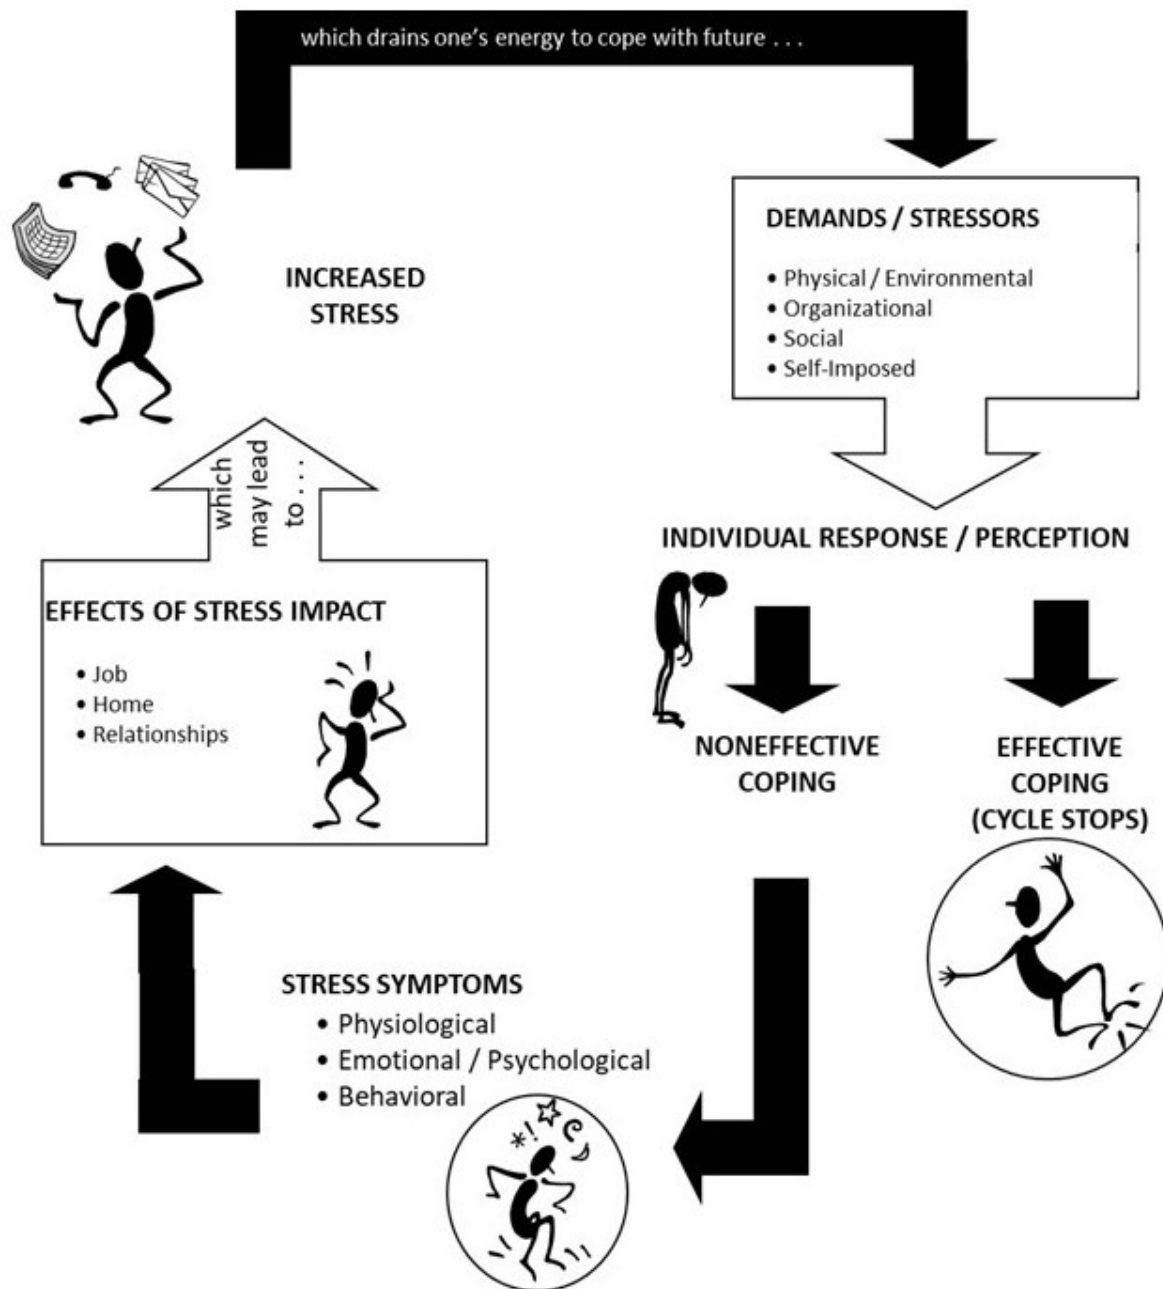 which drains one's energy to cope with future . . .
DEMANDS / STRESSORS
• Physical / Environmental
• Organizational
• Social
• Self-Imposed
INDIVIDUAL RESPONSE / PERCEPTION
NONEFFECTIVE
COPING
EFFECTIVE
COPING
(CYCLE STOPS)
STRESS SYMPTOMS
• Physiological
• Emotional / Psychological
• Behavioral
*!
EFFECTS OF STRESS IMPACT
• Job
• Home
• Relationships
which
may lead
to . . .
INCREASED
STRESS